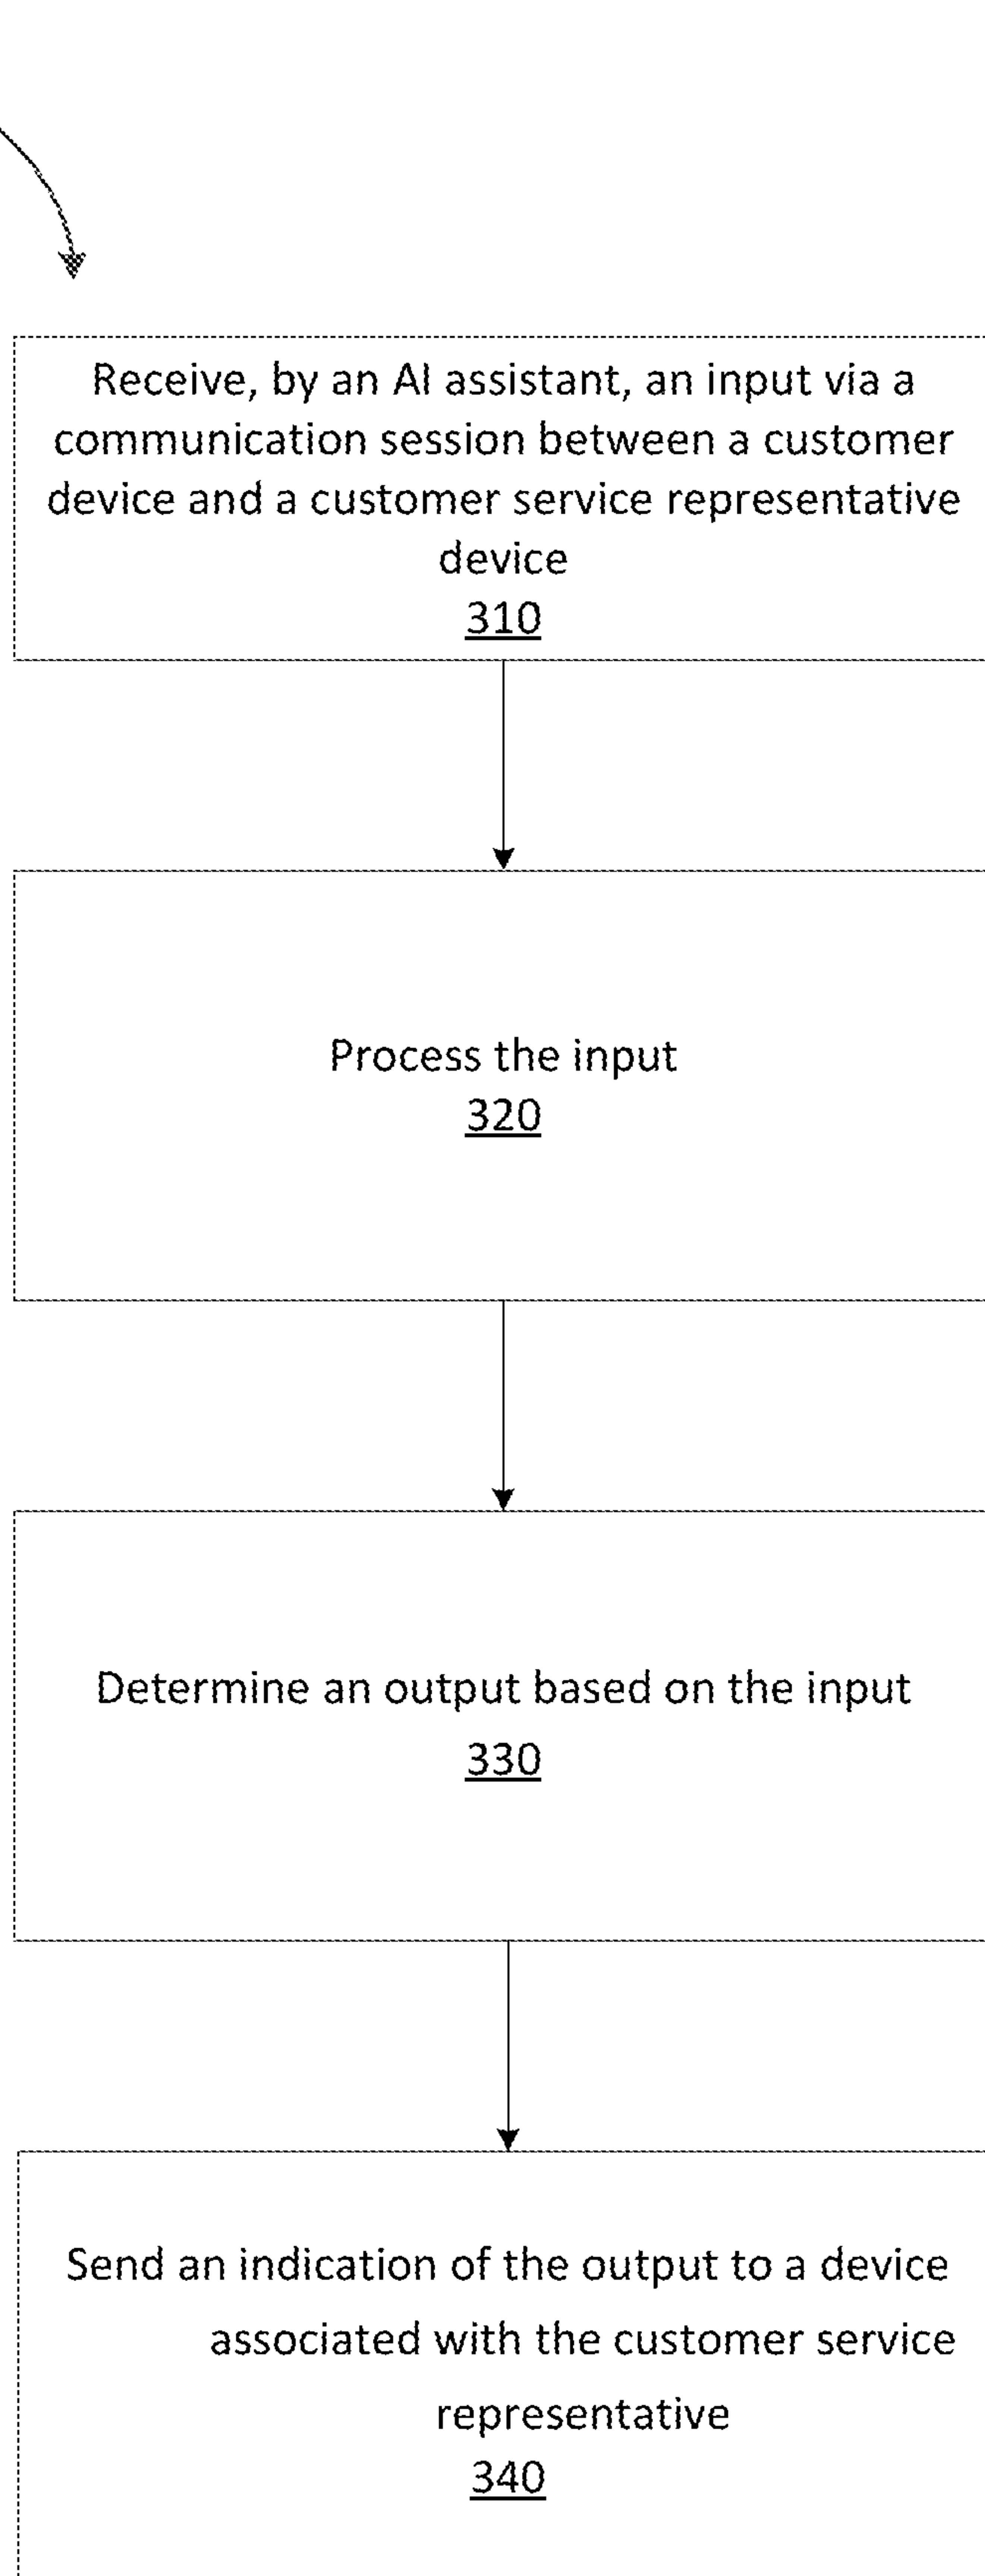 Receive, by an AI assistant, an input via a
communication session between a customer
device and a customer service representative
device
310
Process the input
320
Determine an output based on the input
330
Send an indication of the output to a device
associated with the customer service
representative
340